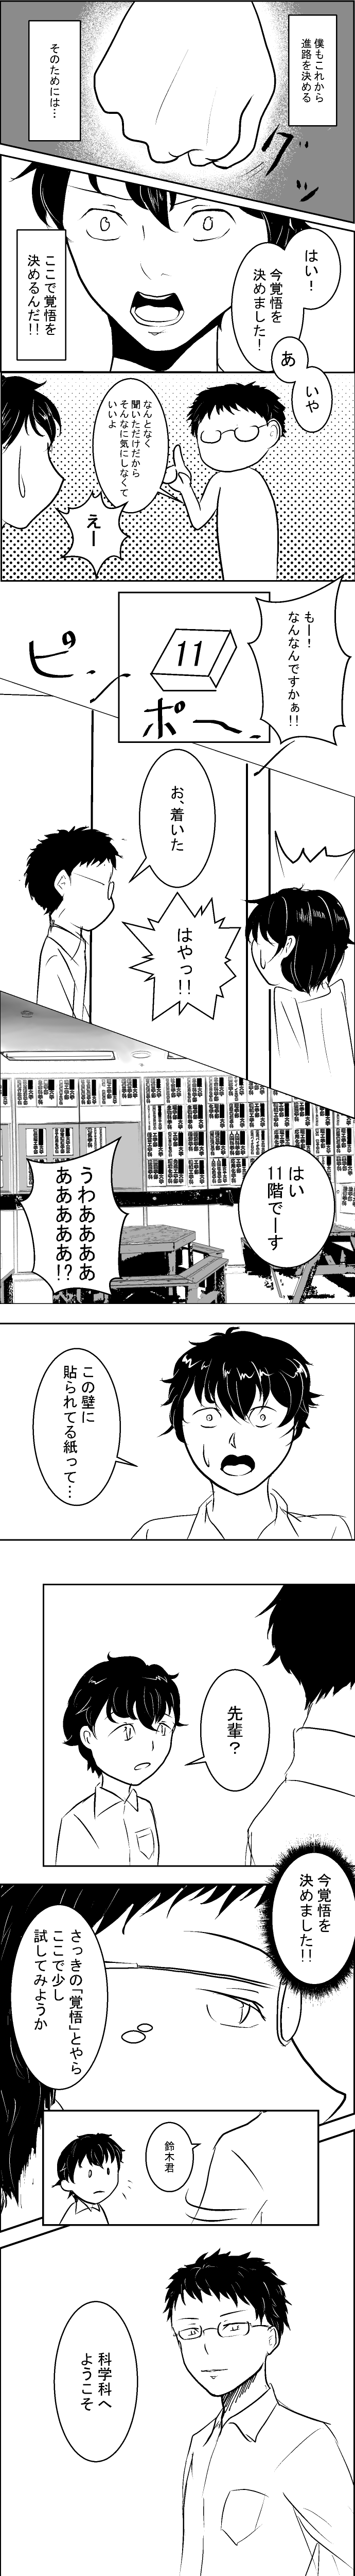 僕もこれから
進路を決める
そのためには…
グッ
はい！
今覚悟を
決めました！
ここで覚悟を
決めるんだ！！
あ
いや
なんとなく
聞いただけだから
そんなに気にしなくて
いいよ
えー
もー！
なんなんですかぁ！！
11
ピーンポーン
お、着いた
はやっ！！
はい
11階でーす
うわああああ
ああああああ！？
この壁に
貼られてる紙って…
先輩？
今覚悟を
決めました！！
さっきの「覚悟」とやら
ここで少し
試してみようか
鈴木君
科学科へ
ようこそ